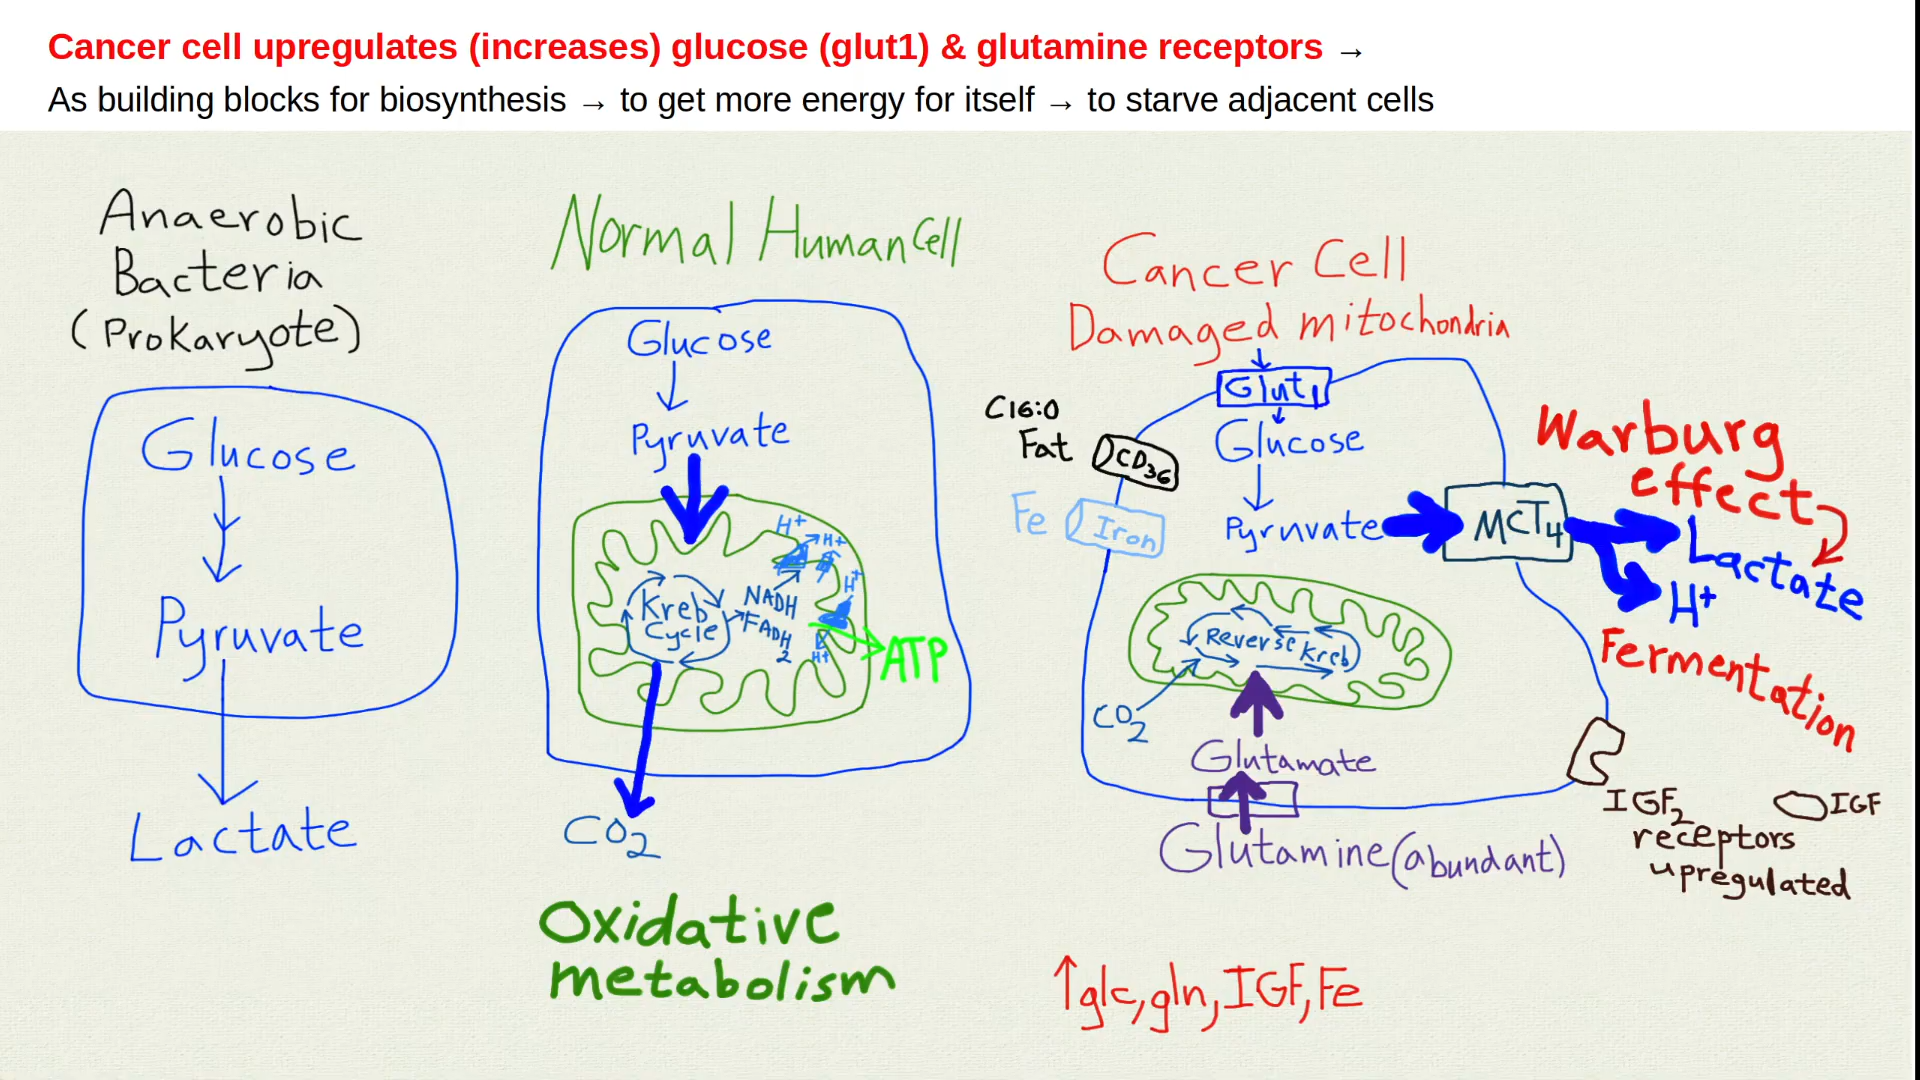 Cancer cell upregulates (increases) glucose (glut1) & glutamine receptors →
As building blocks for biosynthesis → to get more energy for itself → to starve adjacent cells
Anaerobic
Bacteria
(Prokaryote)
Glucose
Pyruvate
Lactate
Normal Human Cell
Glucose
Pyruvate
H+
H+
H+
H+
Kreb
Cycle
NADH
FADH2
ATP
CO2
Oxidative
metabolism
Cancer Cell
Damaged mitochondria
Glut1
C16:0
Fat
CD36
Fe
Iron
Glucose
Pyruvate
MCT4
Warburg
effect
Lactate
H+
Fermentation
Reverse Kreb
CO2
Glutamate
Glutamine (abundant)
IGF2
receptors
upregulated
IGF
↑glc, gln, IGF, Fe